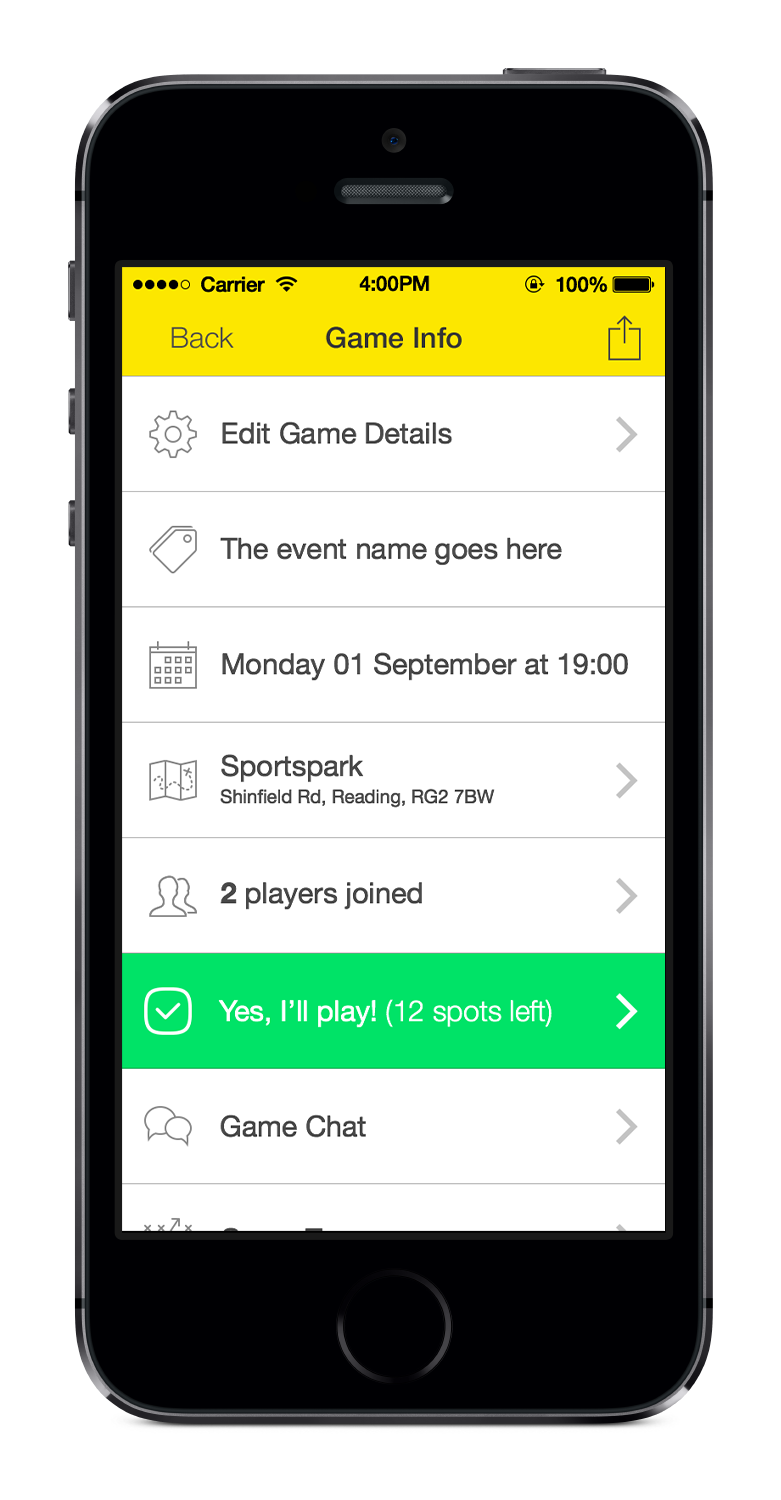 Carrier 4:00PM 100%
Back Game Info
Edit Game Details
The event name goes here
Monday 01 September at 19:00
Sportspark
Shinfield Rd, Reading, RG2 7BW
2 players joined
Yes, I’ll play! (12 spots left)
Game Chat